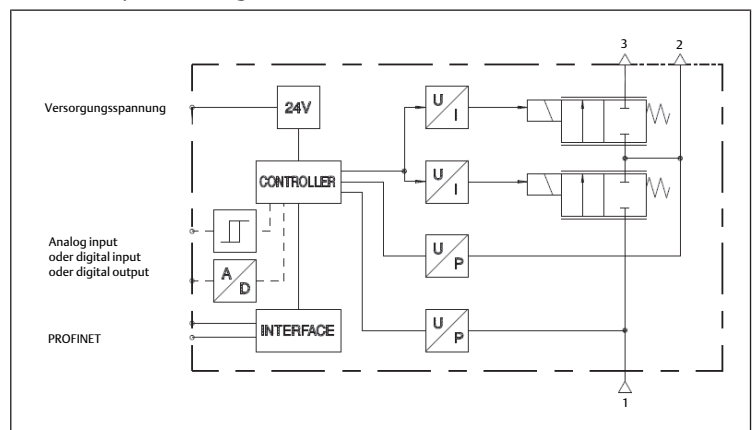 3 2
Versorgungsspannung
24V
U
I
CONTROLLER
U
I
Analog input
oder digital input
oder digital output
A
D
U
P
PROFINET
INTERFACE
U
P
1